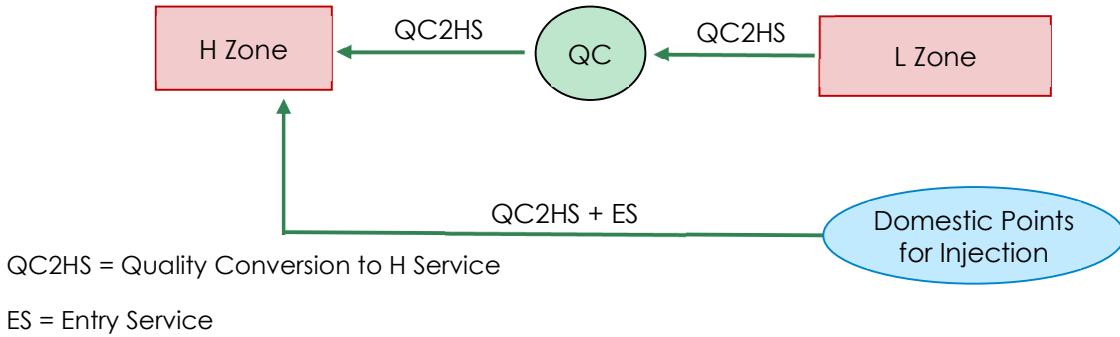 QC2HS
QC2HS
H Zone
QC
L Zone
QC2HS + ES
Domestic Points
for Injection
QC2HS = Quality Conversion to H Service
ES = Entry Service